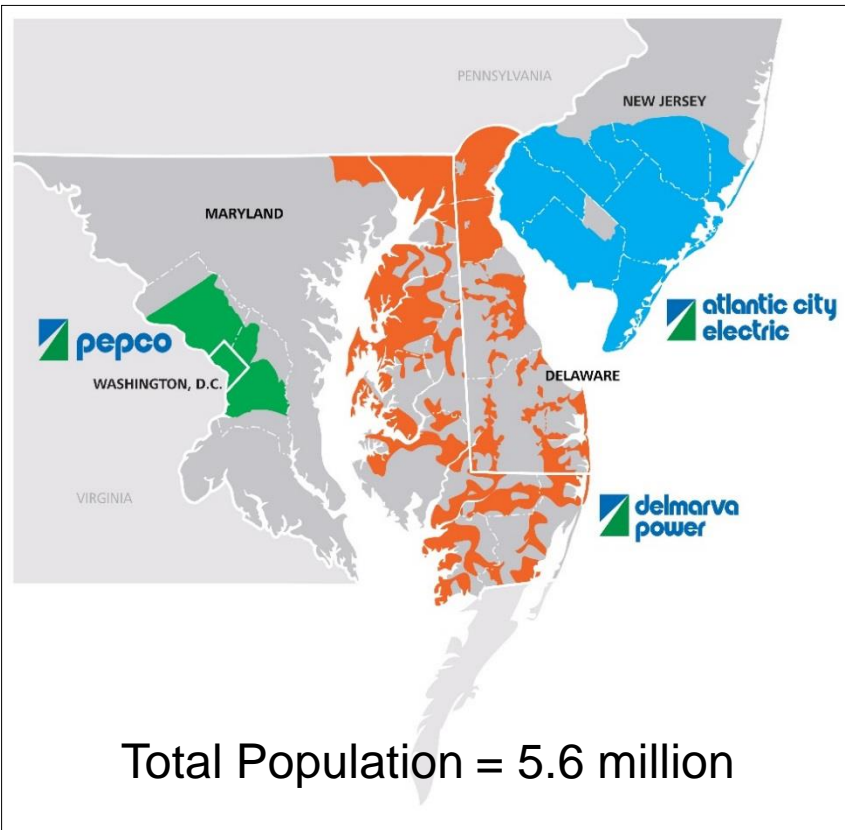 PENNSYLVANIA
NEW JERSEY
MARYLAND
atlantic city
electric
pepco
DELAWARE
WASHINGTON, D.C.
VIRGINIA
delmarva
power
Total Population = 5.6 million